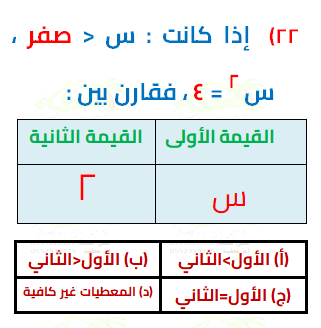 ٢٢) إذا كانت : س < صفر ،
س٢ = ٤ ، فقارن بين :
القيمة الأولى القيمة الثانية
س ٢
(أ) الأول>الثاني (ب) الأول<الثاني
(ج) الأول=الثاني (د) المعطيات غير كافية